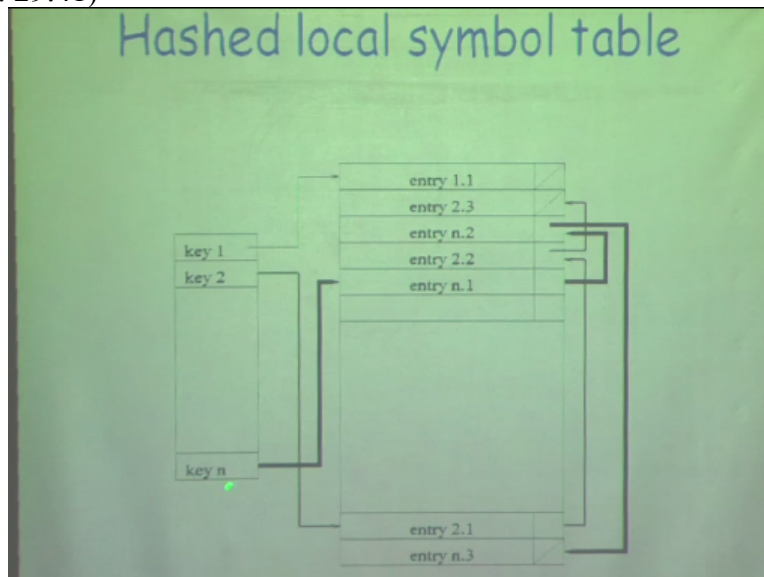 Hashed local symbol table
entry 1.1
entry 2.3
entry n.2
entry 2.2
entry n.1
key 1
key 2
key n
entry 2.1
entry n.3